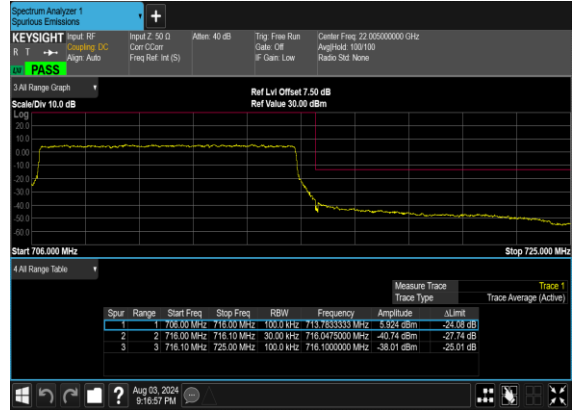 Spectrum Analyzer 1
Spurious Emissions
+
KEYSIGHT Input: RF Input Z: 50 Ω Atten: 40 dB Trig: Free Run Center Freq: 22.005000000 GHz
R T Coupling: DC Corr CCorr Gate: Off Avg|Hold: 100/100
Align: Auto Freq Ref: Int (S) IF Gain: Low Radio Std: None
LW PASS
3 All Range Graph
Ref Lvl Offset 7.50 dB
Scale/Div 10.0 dB Ref Value 30.00 dBm
Log
20.0
10.0
0.00
-10.0
-20.0
-30.0
-40.0
-50.0
-60.0
Start 706.000 MHz Stop 725.000 MHz
4 All Range Table
Measure Trace Trace 1
Trace Type Trace Average (Active)
Spur Range Start Freq Stop Freq RBW Frequency Amplitude ΔLimit
1 1 706.00 MHz 716.00 MHz 100.0 kHz 713.7833333 MHz 5.924 dBm -24.08 dB
2 2 716.00 MHz 716.10 MHz 30.00 kHz 716.0475000 MHz -40.74 dBm -27.74 dB
3 3 716.10 MHz 725.00 MHz 100.0 kHz 716.1000000 MHz -38.01 dBm -25.01 dB
? Aug 03, 2024
9:16:57 PM